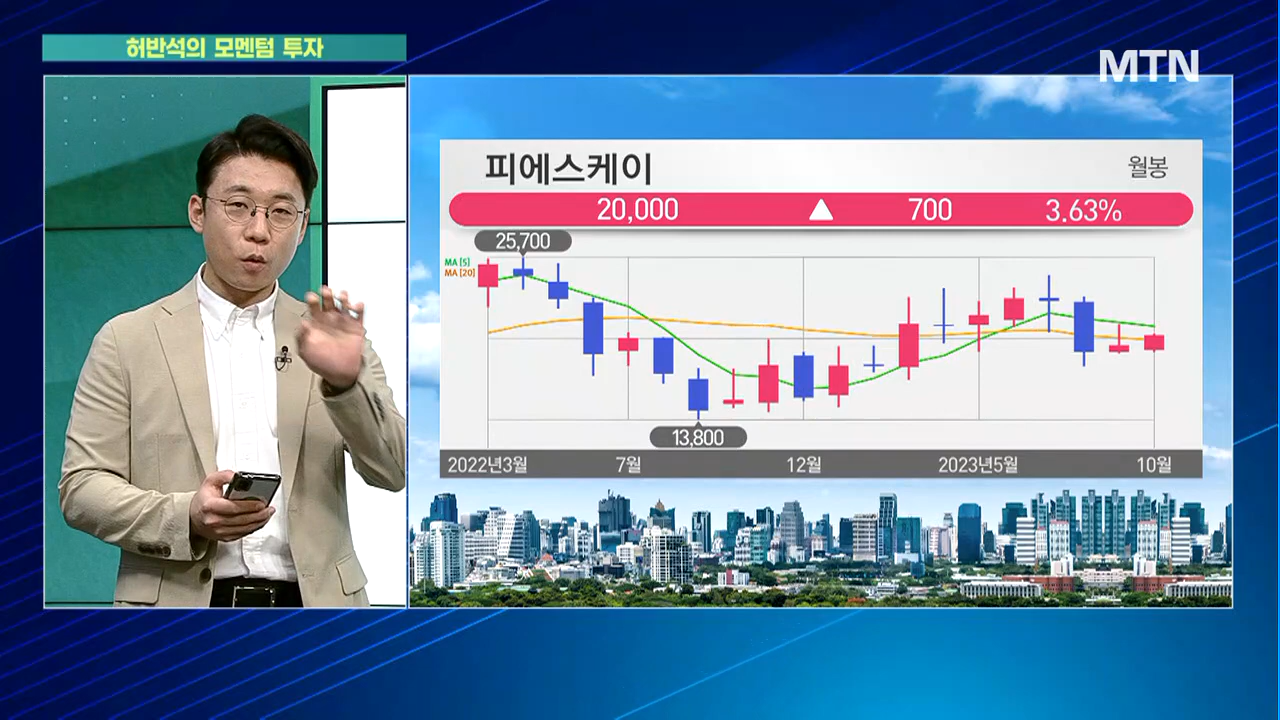 허반석의 모멘텀 투자
MTN
피에스케이
월봉
20,000 ▲ 700 3.63%
25,700
MA [5]
MA [20]
13,800
2022년3월 7월 12월 2023년5월 10월